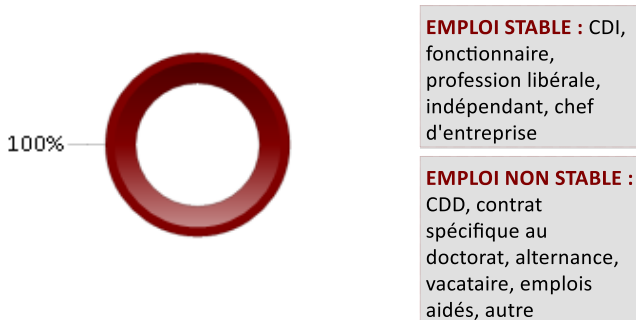 100%
EMPLOI STABLE : CDI,
fonctionnaire,
profession libérale,
indépendant, chef
d'entreprise
EMPLOI NON STABLE :
CDD, contrat
spécifique au
doctorat, alternance,
vacataire, emplois
aidés, autre